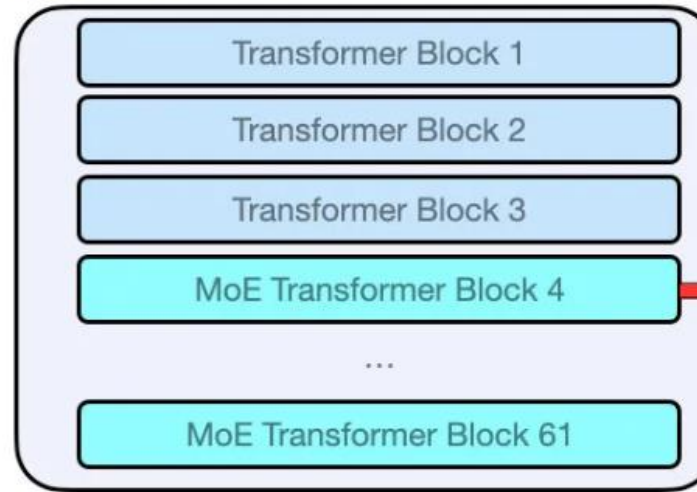 Transformer Block 1
Transformer Block 2
Transformer Block 3
MoE Transformer Block 4
...
MoE Transformer Block 61